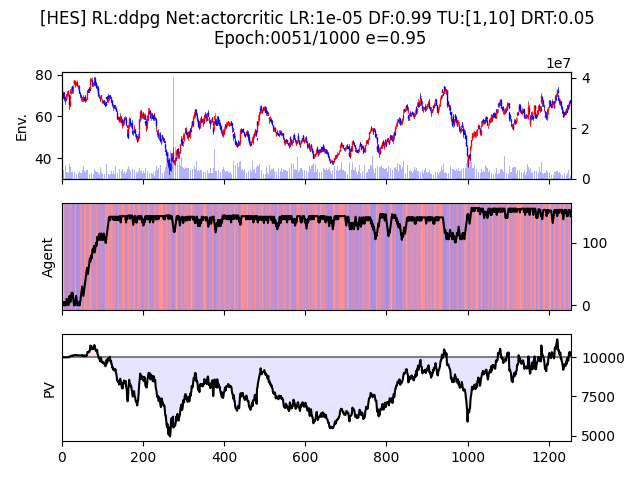 [HES] RL:ddpg Net:actorcritic LR:1e-05 DF:0.99 TU:[1,10] DRT:0.05
Epoch:0051/1000 e=0.95
1e7
80
60
40
Env.
4
2
0
Agent
100
0
PV
10000
7500
5000
0 200 400 600 800 1000 1200